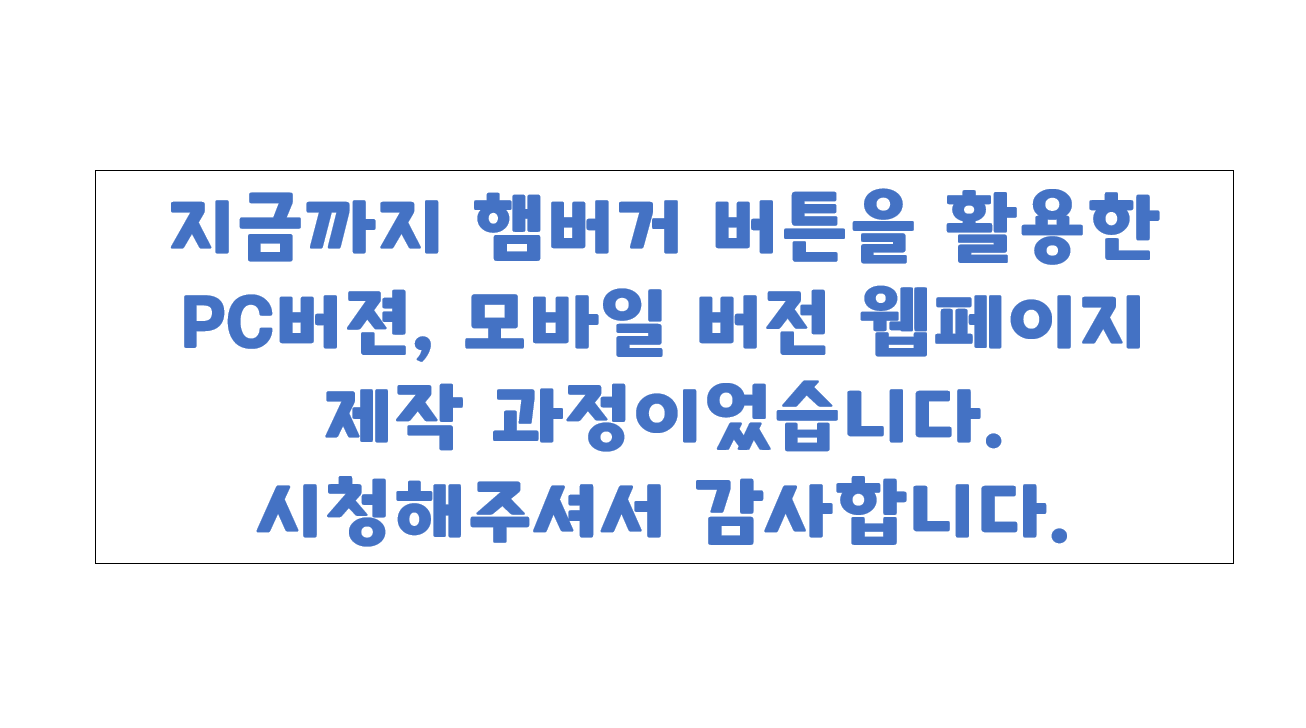 지금까지 햄버거 버튼을 활용한
PC버젼, 모바일 버전 웹페이지
제작 과정이었습니다.
시청해주셔서 감사합니다.